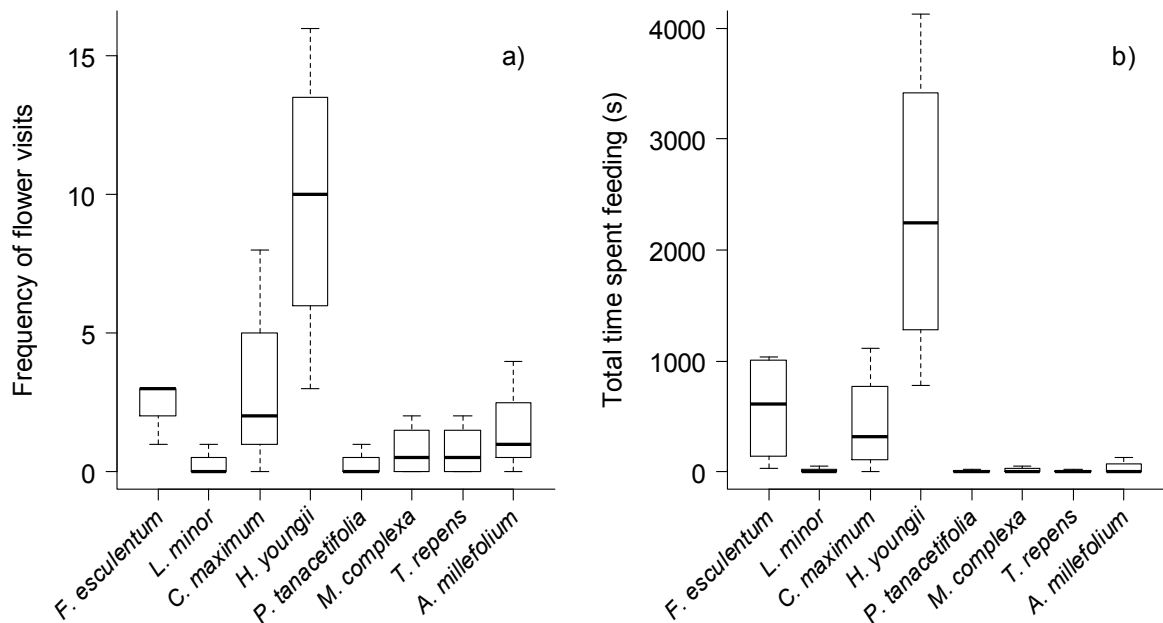 a)
Frequency of flower visits
15
10
5
0
F. esculentum
L. minor
C. maximum
H. youngii
P. tanacetifolia
M. complexa
T. repens
A. millefolium
b)
Total time spent feeding (s)
4000
3000
2000
1000
0
F. esculentum
L. minor
C. maximum
H. youngii
P. tanacetifolia
M. complexa
T. repens
A. millefolium